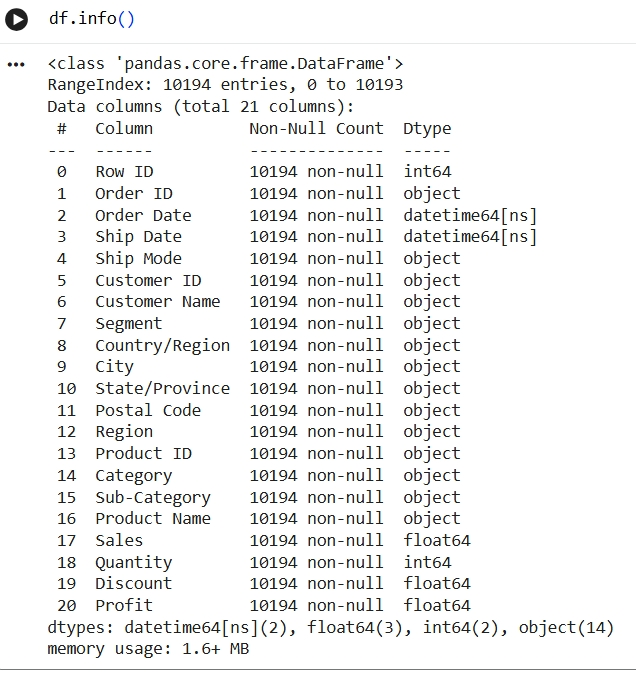 df.info()
<class 'pandas.core.frame.DataFrame'>
RangeIndex: 10194 entries, 0 to 10193
Data columns (total 21 columns):
 #   Column          Non-Null Count  Dtype
---  ------          --------------  -----
 0   Row ID          10194 non-null  int64
 1   Order ID        10194 non-null  object
 2   Order Date      10194 non-null  datetime64[ns]
 3   Ship Date       10194 non-null  datetime64[ns]
 4   Ship Mode       10194 non-null  object
 5   Customer ID     10194 non-null  object
 6   Customer Name   10194 non-null  object
 7   Segment         10194 non-null  object
 8   Country/Region  10194 non-null  object
 9   City            10194 non-null  object
 10  State/Province  10194 non-null  object
 11  Postal Code     10194 non-null  object
 12  Region          10194 non-null  object
 13  Product ID      10194 non-null  object
 14  Category        10194 non-null  object
 15  Sub-Category    10194 non-null  object
 16  Product Name    10194 non-null  object
 17  Sales           10194 non-null  float64
 18  Quantity        10194 non-null  int64
 19  Discount        10194 non-null  float64
 20  Profit          10194 non-null  float64
dtypes: datetime64[ns](2), float64(3), int64(2), object(14)
memory usage: 1.6+ MB